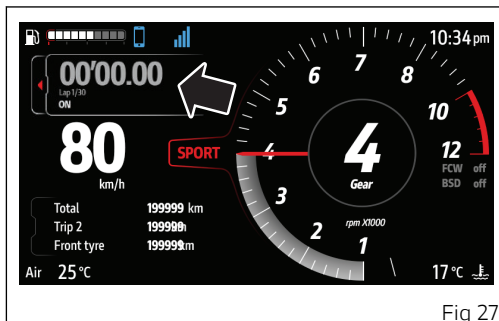 10:34 pm
00'00.00
Lap 1/30
ON
80
km/h
SPORT
4
Gear
rpm X1000
1
2
3
4
5
6
7
8
10
12
FCW off
BSD off
Total 199999 km
Trip 2
Front tyre
Air 25 °C
17 °C
Fig 27